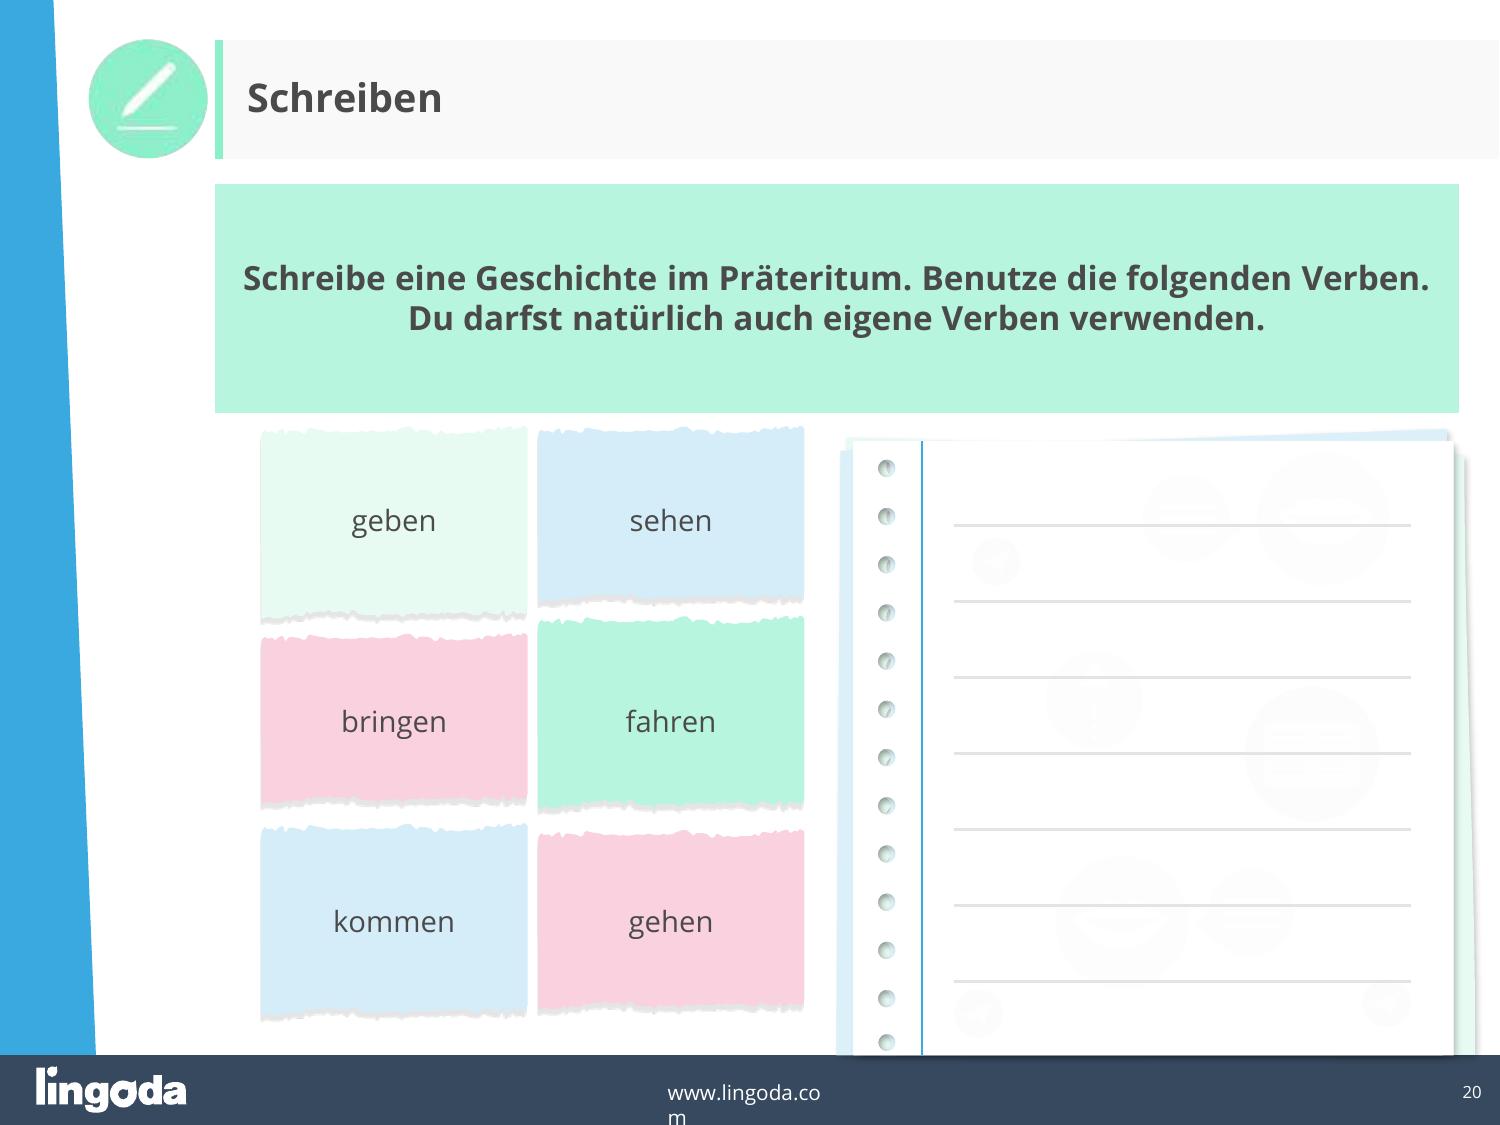 Schreiben
Schreibe eine Geschichte im Präteritum. Benutze die folgenden Verben.
Du darfst natürlich auch eigene Verben verwenden.
geben
sehen
bringen
fahren
kommen
gehen
lingoda
www.lingoda.co
m
20